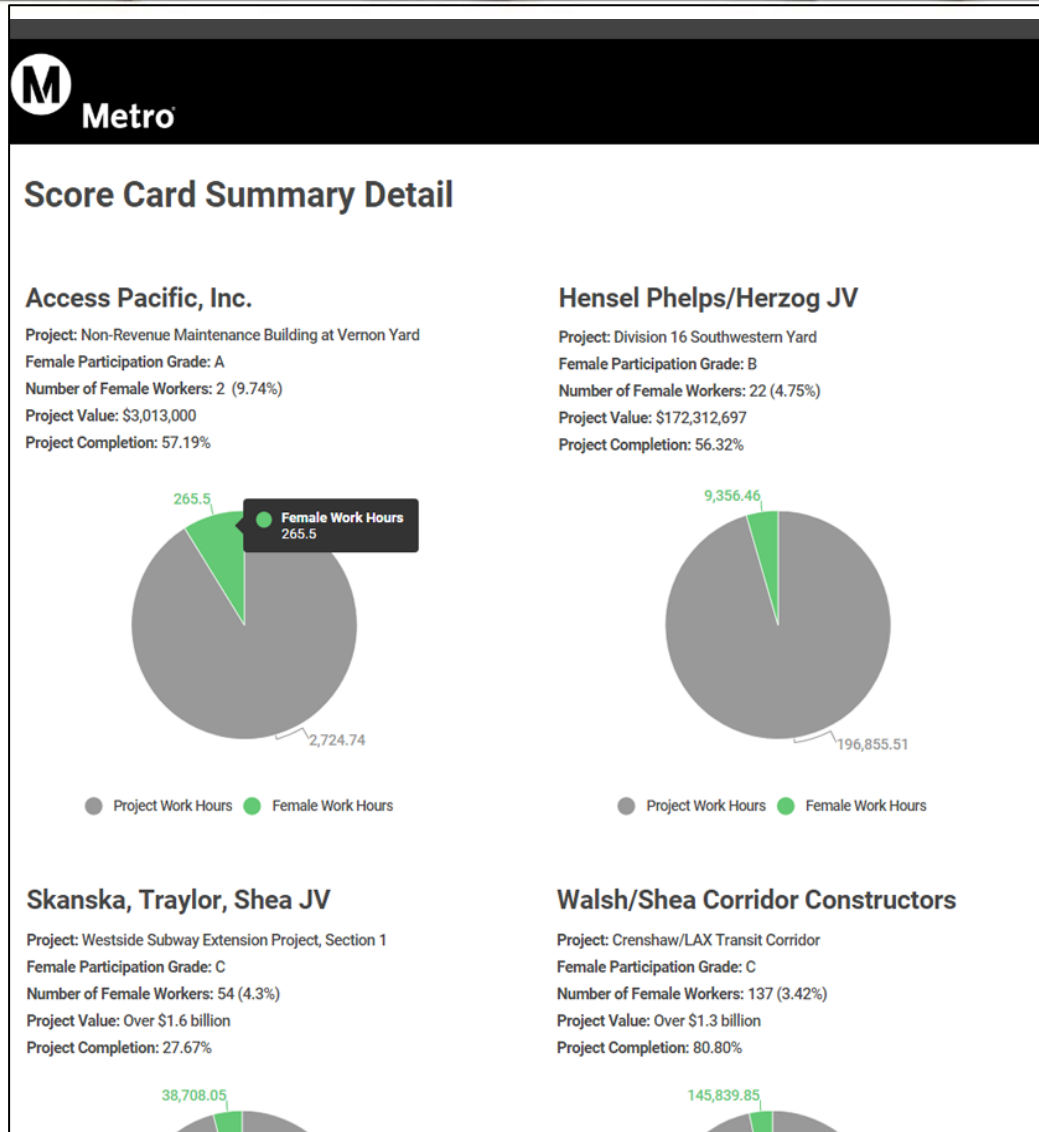 M
Metro
Score Card Summary Detail
Access Pacific, Inc.
Project: Non-Revenue Maintenance Building at Vernon Yard
Female Participation Grade: A
Number of Female Workers: 2 (9.74%)
Project Value: $3,013,000
Project Completion: 57.19%
265.5
Female Work Hours
265.5
2,724.74
Project Work Hours
Female Work Hours
Hensel Phelps/Herzog JV
Project: Division 16 Southwestern Yard
Female Participation Grade: B
Number of Female Workers: 22 (4.75%)
Project Value: $172,312,697
Project Completion: 56.32%
9,356.46
196,855.51
Project Work Hours
Female Work Hours
Skanska, Traylor, Shea JV
Project: Westside Subway Extension Project, Section 1
Female Participation Grade: C
Number of Female Workers: 54 (4.3%)
Project Value: Over $1.6 billion
Project Completion: 27.67%
38,708.05
Walsh/Shea Corridor Constructors
Project: Crenshaw/LAX Transit Corridor
Female Participation Grade: C
Number of Female Workers: 137 (3.42%)
Project Value: Over $1.3 billion
Project Completion: 80.80%
145,839.85